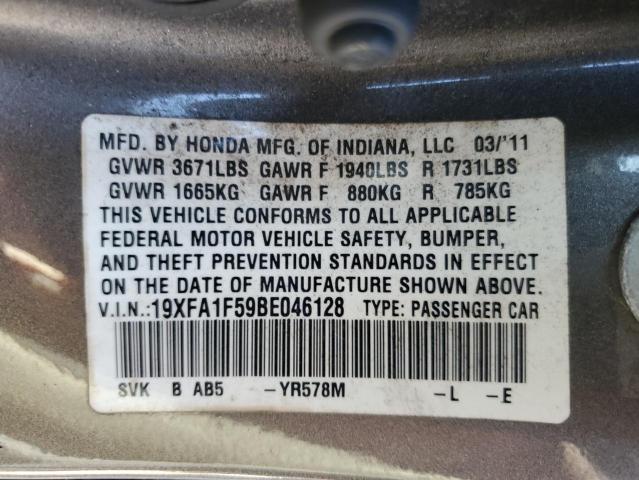 MFD. BY HONDA MFG. OF INDIANA, LLC 03/'11
GVWR 3671LBS GAWR F 1940LBS R 1731LBS
GVWR 1665KG GAWR F 880KG R 785KG
THIS VEHICLE CONFORMS TO ALL APPLICABLE
FEDERAL MOTOR VEHICLE SAFETY, BUMPER,
AND THEFT PREVENTION STANDARDS IN EFFECT
ON THE DATE OF MANUFACTURE SHOWN ABOVE.
V.I.N.:19XFA1F59BE046128 TYPE: PASSENGER CAR
SVK B AB5 -YR578M -L -E